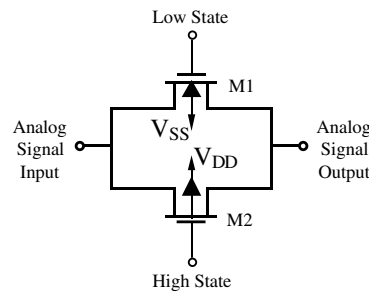 Low State
M1
Analog
Signal
Input
VSS
VDD
Analog
Signal
Output
M2
High State